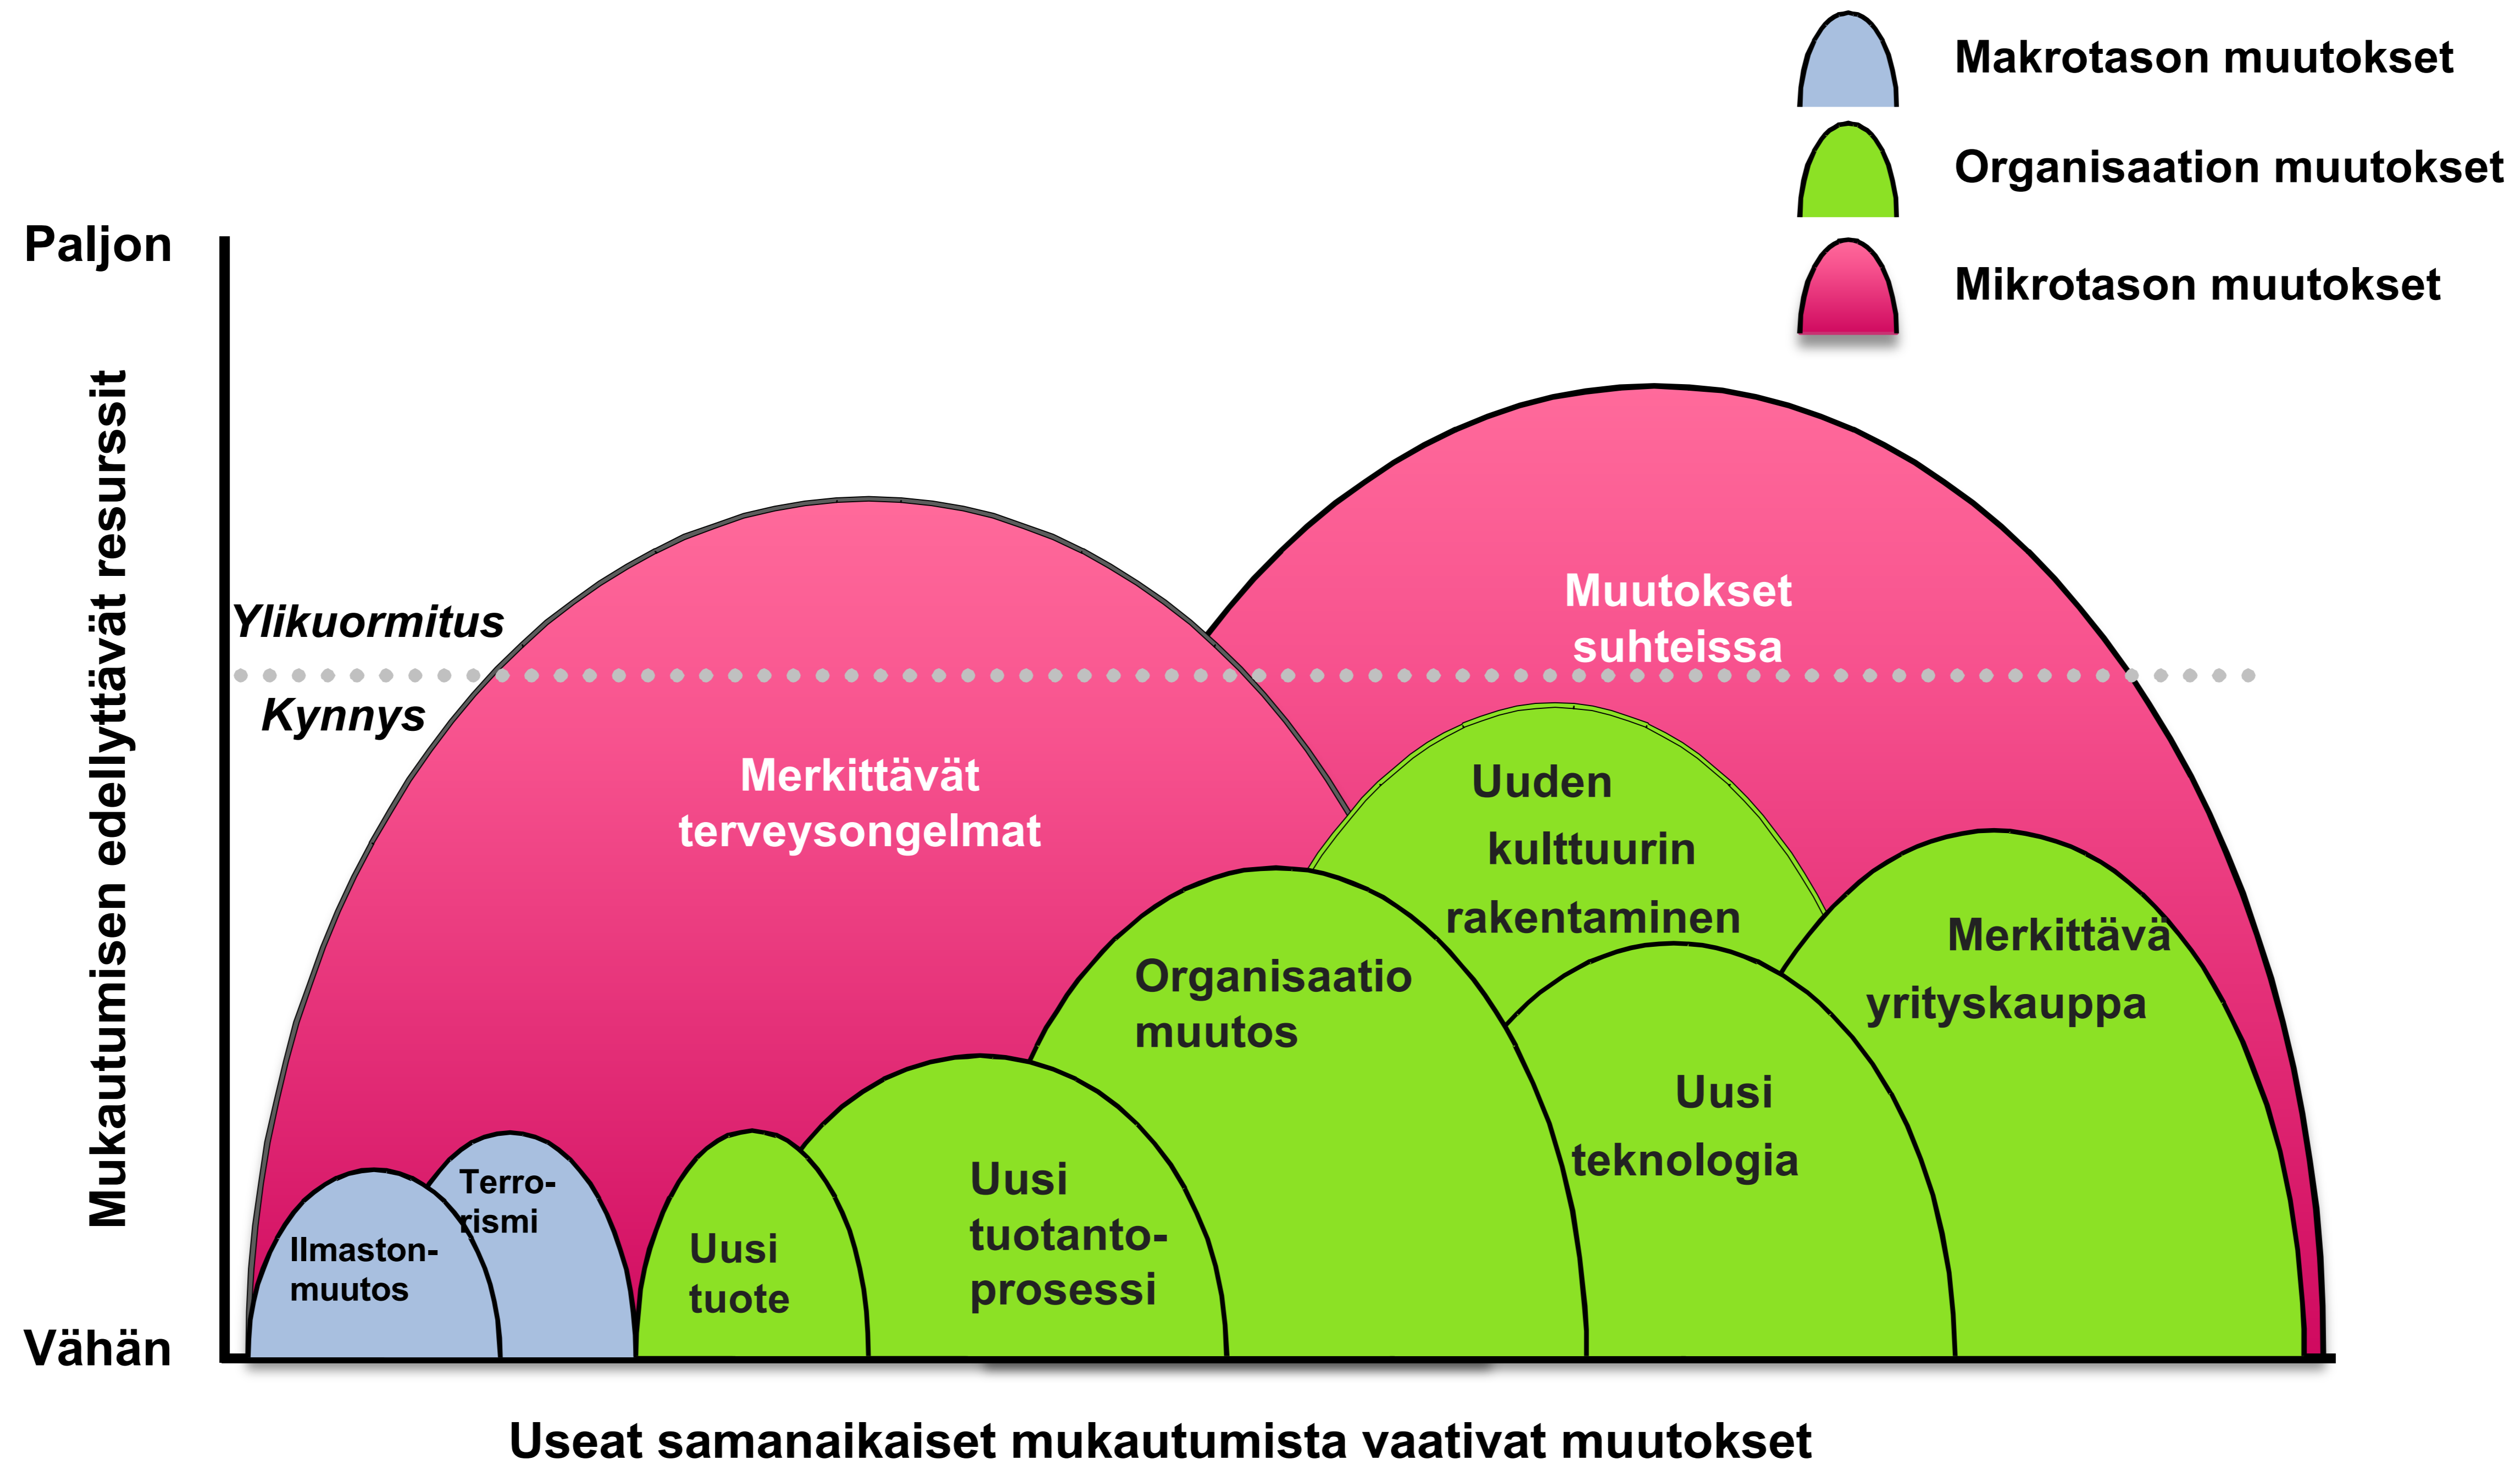 Makrotason muutokset
Organisaation muutokset
Mikrotason muutokset
Paljon
Mukautumisen edellyttävät resurssit
Vähän
Ylikuormitus
Kynnys
Muutokset
suhteissa
Merkittävät
terveysongelmat
Uuden
kulttuurin
rakentaminen
Merkittävä
yrityskauppa
Organisaatio
muutos
Uusi
teknologia
Uusi
tuotanto-
prosessi
Uusi
tuote
Terro-
rismi
Ilmaston-
muutos
Useat samanaikaiset mukautumista vaativat muutokset